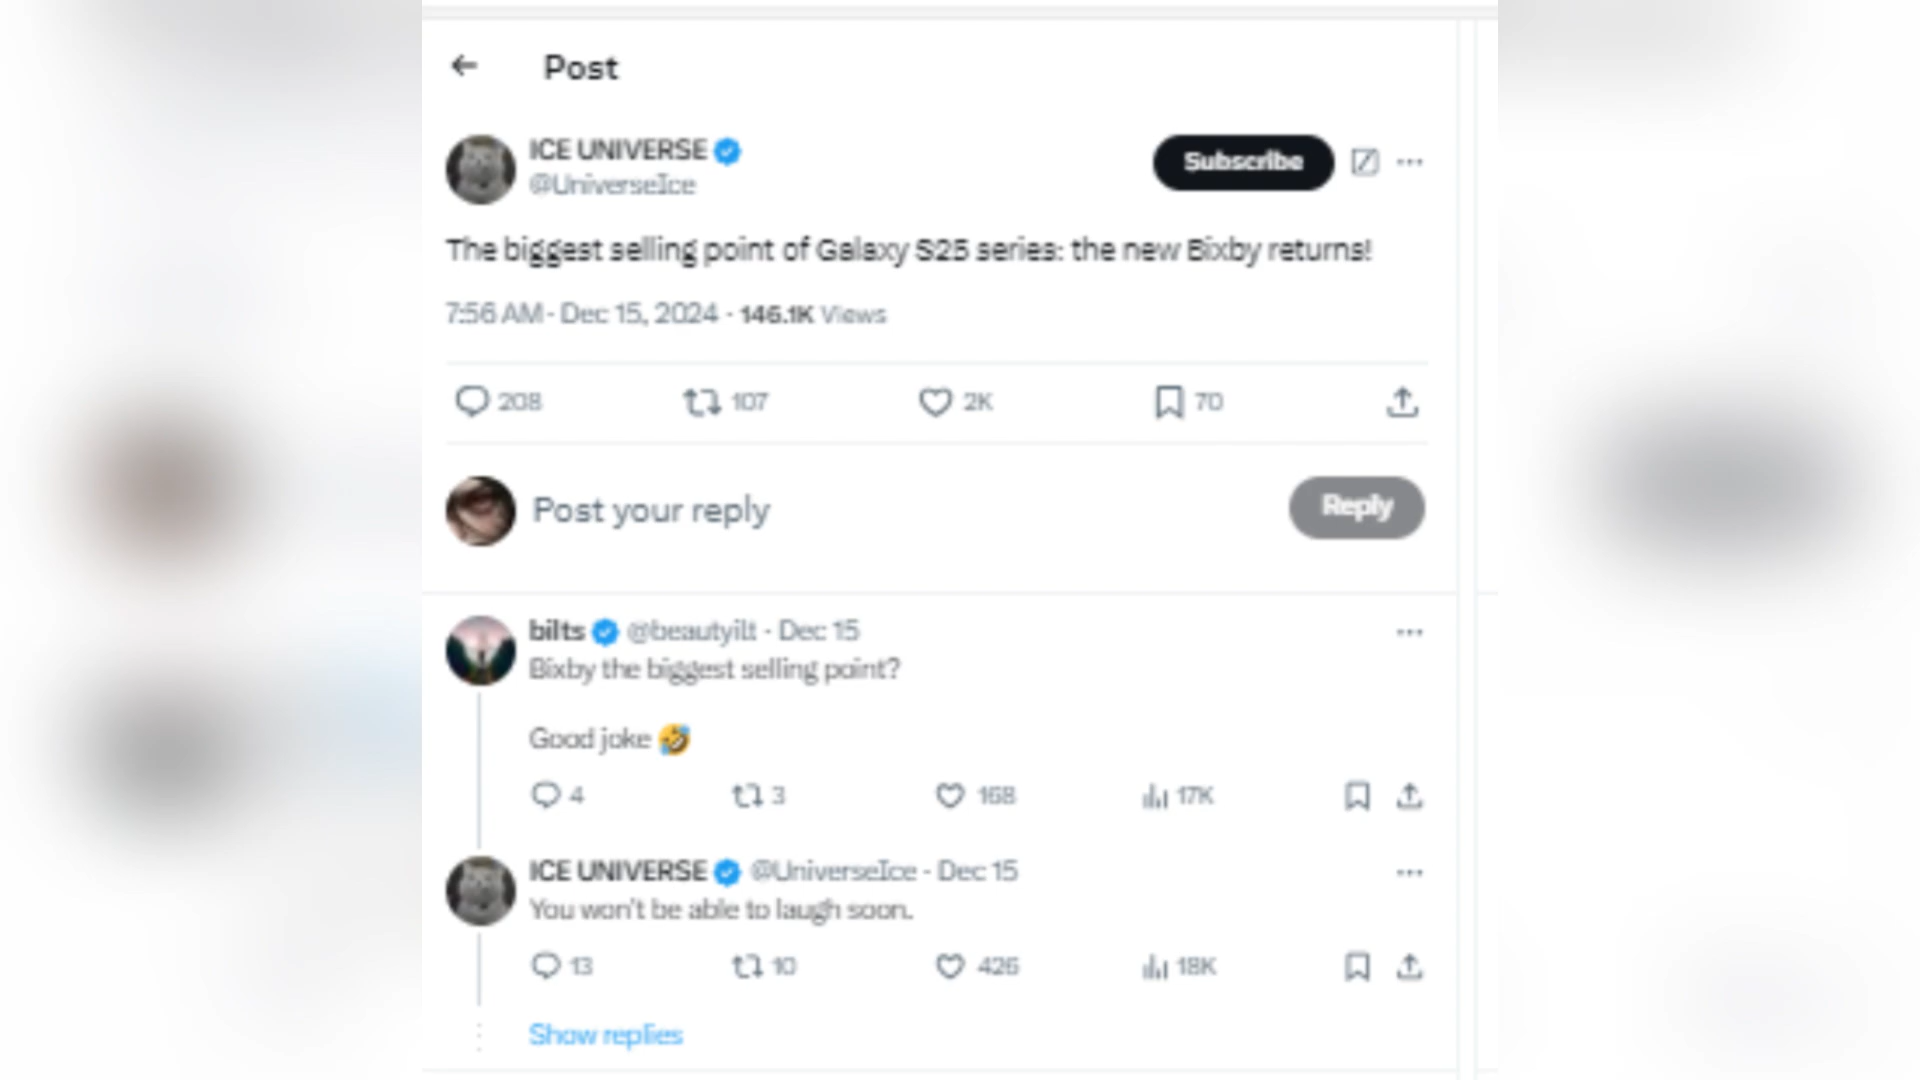 Post
ICE UNIVERSE
@UniverseIce
Subscribe
The biggest selling point of Galaxy S25 series: the new Bixby returns!
7:56 AM · Dec 15, 2024 · 146.1K Views
208 107 2K 70
Post your reply
Reply
bilts @beautyilt · Dec 15
Bixby the biggest selling point?
Good joke 🤣
4 3 168 17K
ICE UNIVERSE @UniverseIce · Dec 15
You won't be able to laugh soon.
13 10 426 18K
Show replies